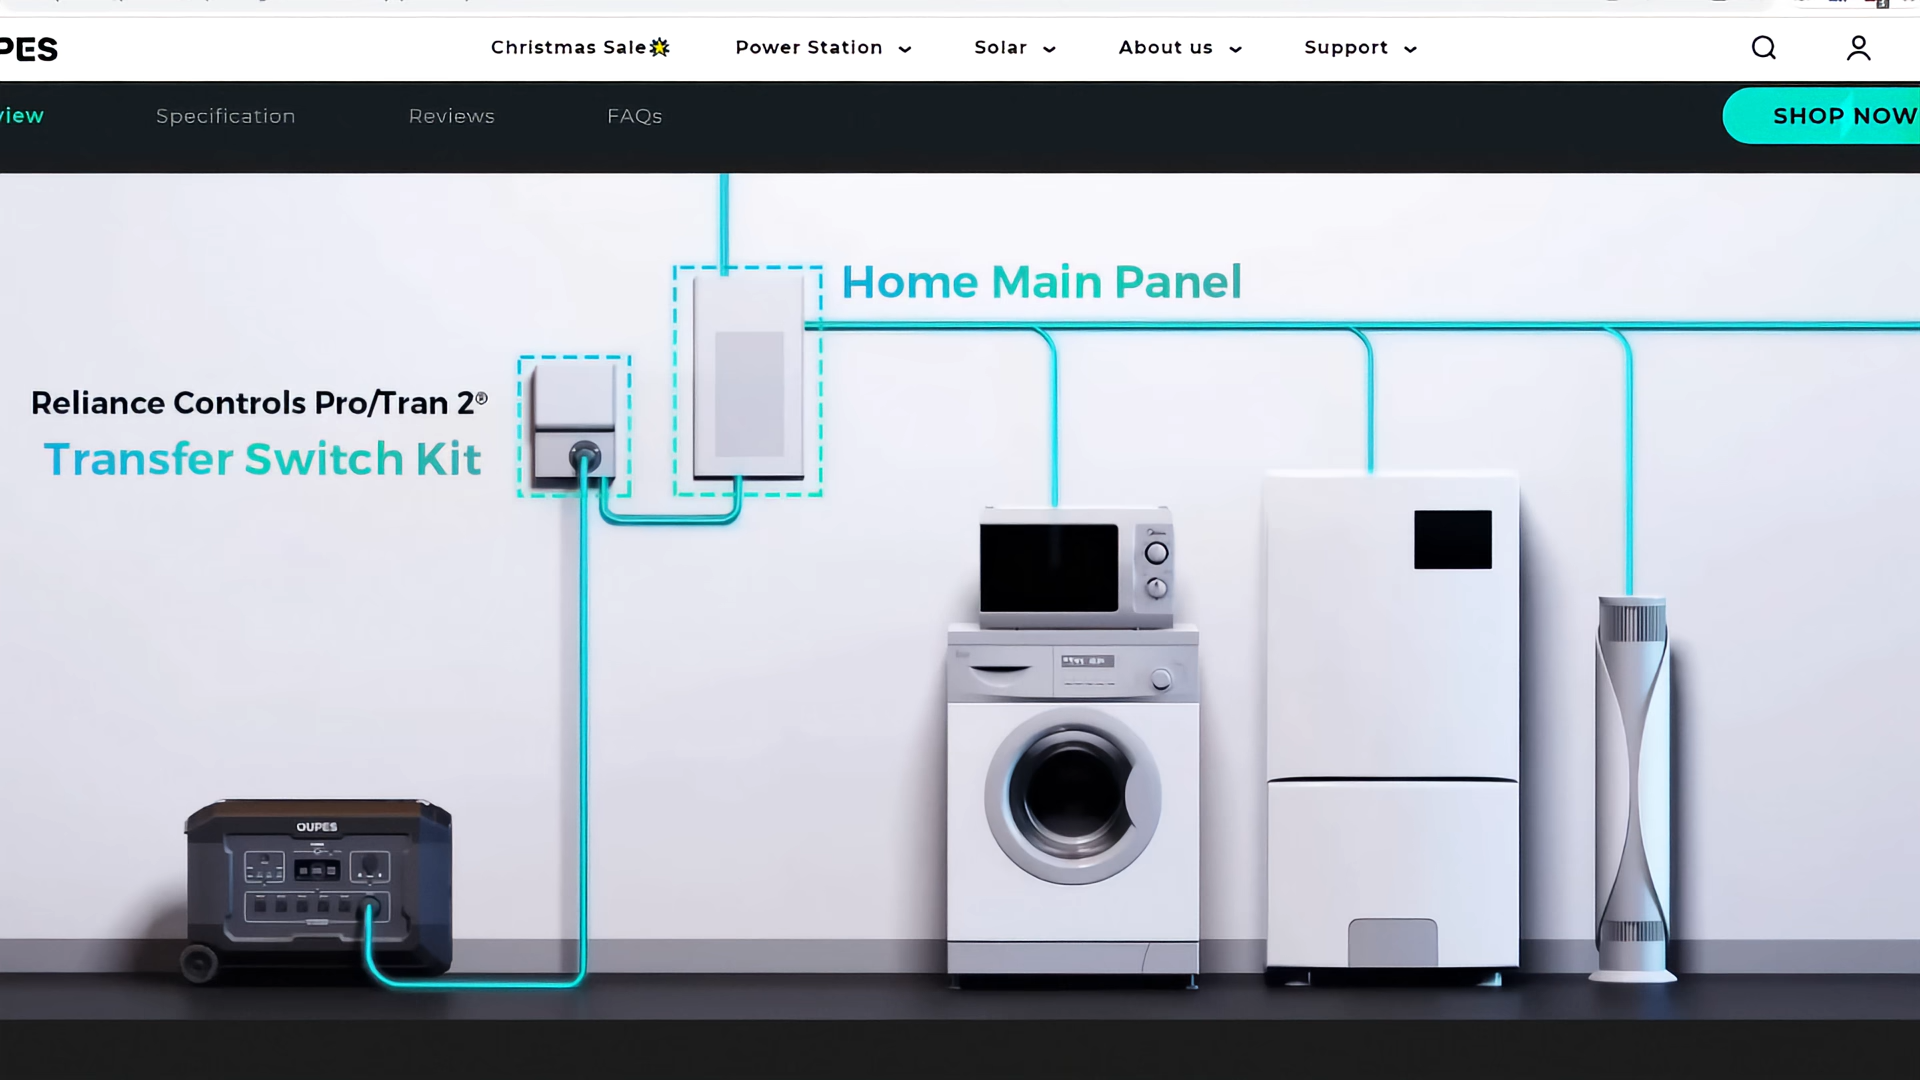 PES
Christmas Sale
Power Station
Solar
About us
Support
view
Specification
Reviews
FAQs
SHOP NOW
Home Main Panel
Reliance Controls Pro/Tran 2®
Transfer Switch Kit
OUPES